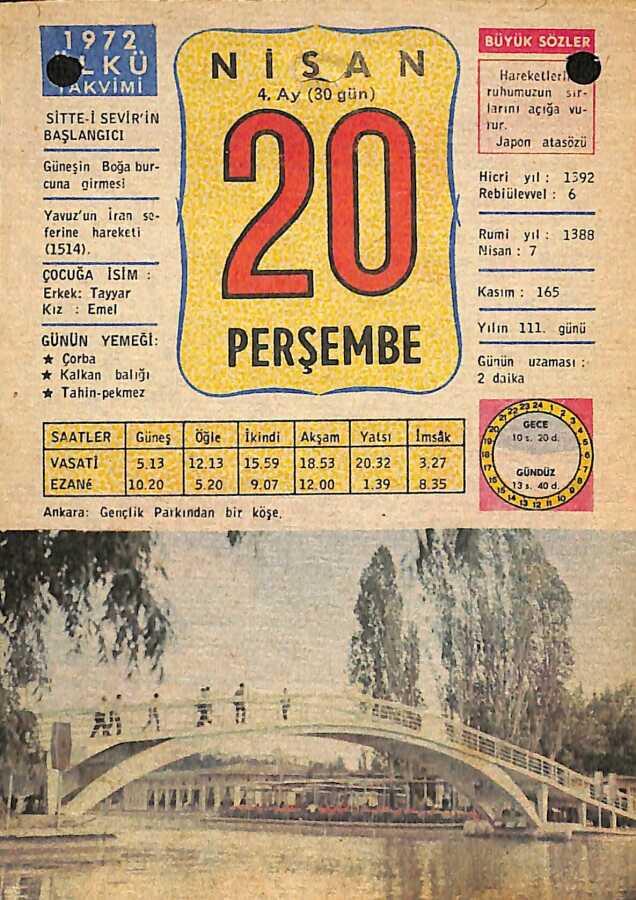 1972
ÜLKÜ
TAKVİMİ
SİTTE-İ SEVİR'İN
BAŞLANGICI
Güneşin Boğa bur-
cuna girmesi
Yavuz'un İran se-
ferine hareketi
(1514).
ÇOCUĞA İSİM :
Erkek: Tayyar
Kız : Emel
GÜNÜN YEMEĞİ:
★ Çorba
★ Kalkan balığı
★ Tahin-pekmez
NİSAN
4. Ay (30 gün)
20
PERŞEMBE
BÜYÜK SÖZLER
ruhumuzun sır-
larını açığa vu-
rur.
Japon atasözü
Hicri yıl : 1392
Rebiülevvel : 6
Rumi yıl : 1388
Nisan : 7
Kasım : 165
Yılın 111. günü
Günün uzaması :
2 daika
SAATLER Güneş Öğle İkindi Akşam Yatsı İmsâk
VASATİ 5.13 12.13 15.59 18.53 20.32 3.27
EZANé 10.20 5.20 9.07 12.00 1.39 8.35
GECE
10 s. 20 d.
GÜNDÜZ
13 s. 40 d.
Ankara: Gençlik Parkından bir köşe.